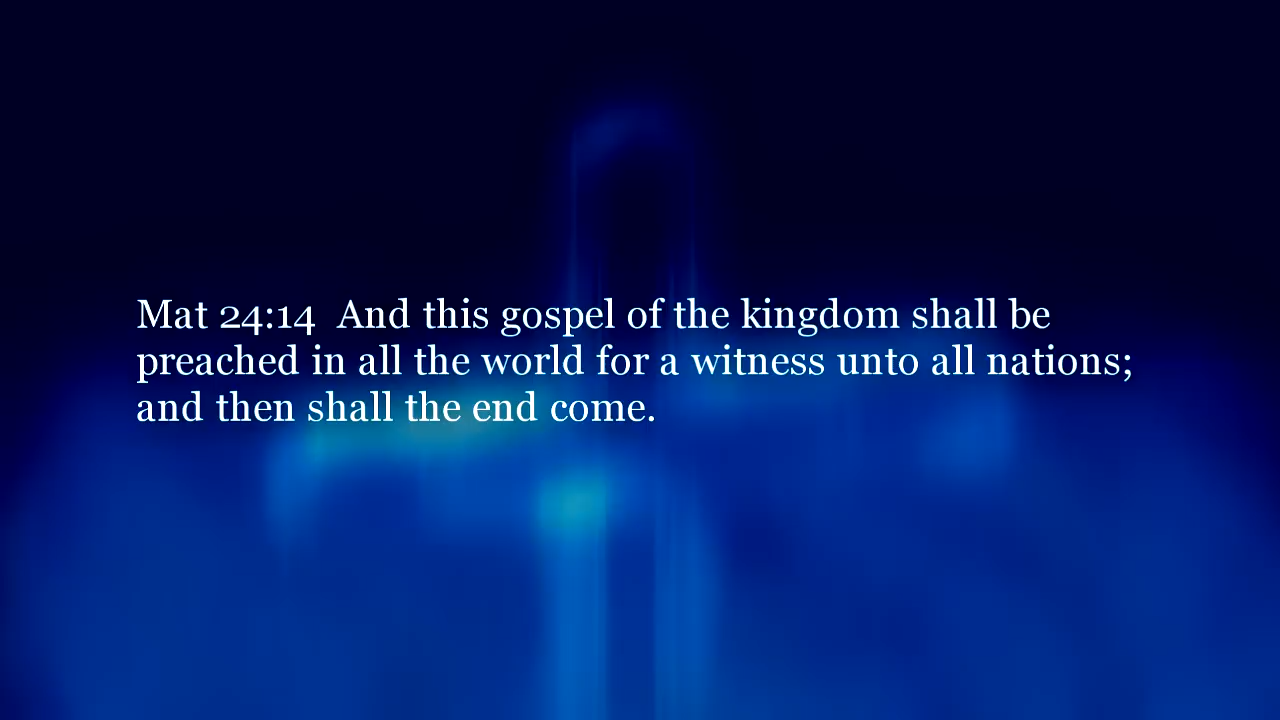 Mat 24:14  And this gospel of the kingdom shall be
preached in all the world for a witness unto all nations;
and then shall the end come.